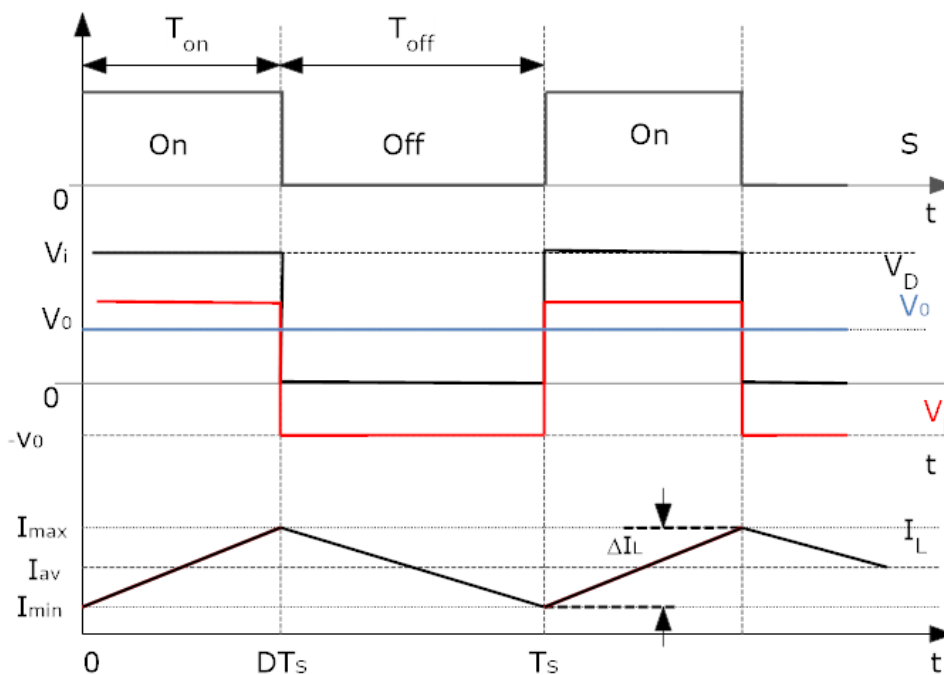 Ton Toff
On Off On S
0 t
Vi VD
V0 V0
0
-v0 V
t
Imax ΔIL IL
Iav
Imin
0 DTs Ts t